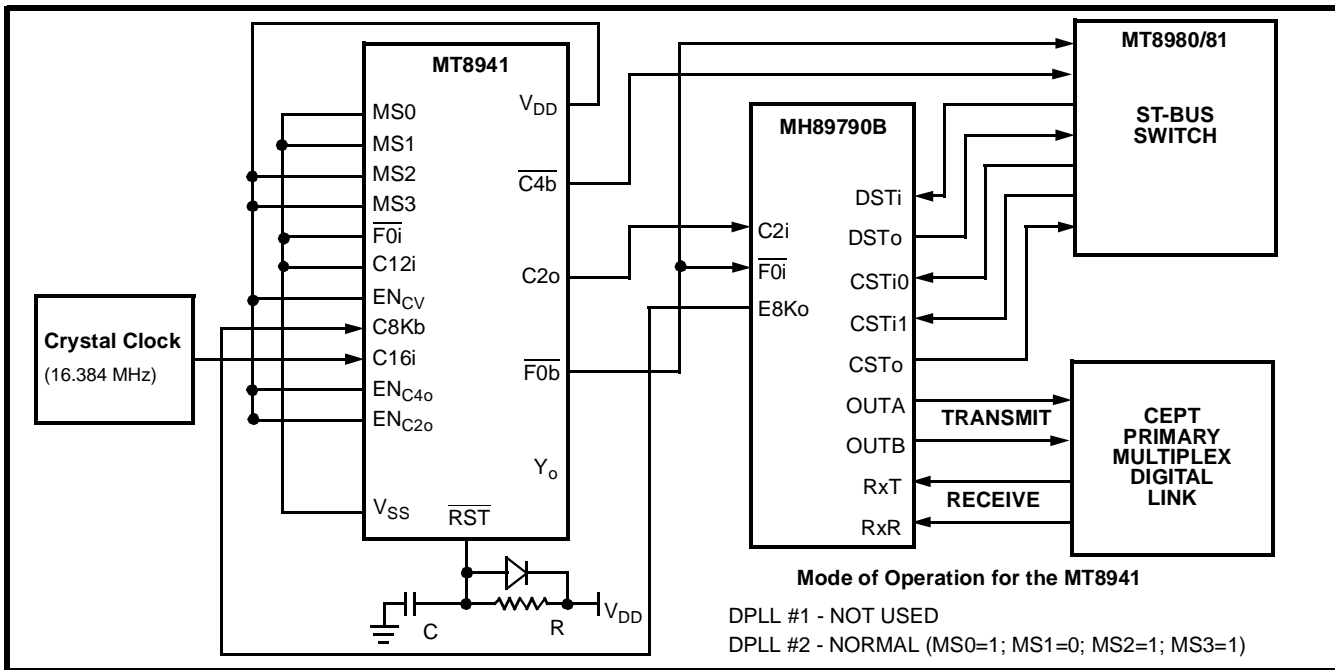 MT8941
MS0
MS1
MS2
MS3
F0i
C12i
ENCV
C8Kb
C16i
ENC4o
ENC2o
VSS
VDD
C4b
C2o
F0b
Yo
RST
Crystal Clock
(16.384 MHz)
C
R
VDD
MH89790B
C2i
F0i
E8Ko
DSTi
DSTo
CSTi0
CSTi1
CSTo
OUTA
OUTB
RxT
RxR
MT8980/81
ST-BUS
SWITCH
TRANSMIT
RECEIVE
CEPT
PRIMARY
MULTIPLEX
DIGITAL
LINK
Mode of Operation for the MT8941
DPLL #1 - NOT USED
DPLL #2 - NORMAL (MS0=1; MS1=0; MS2=1; MS3=1)